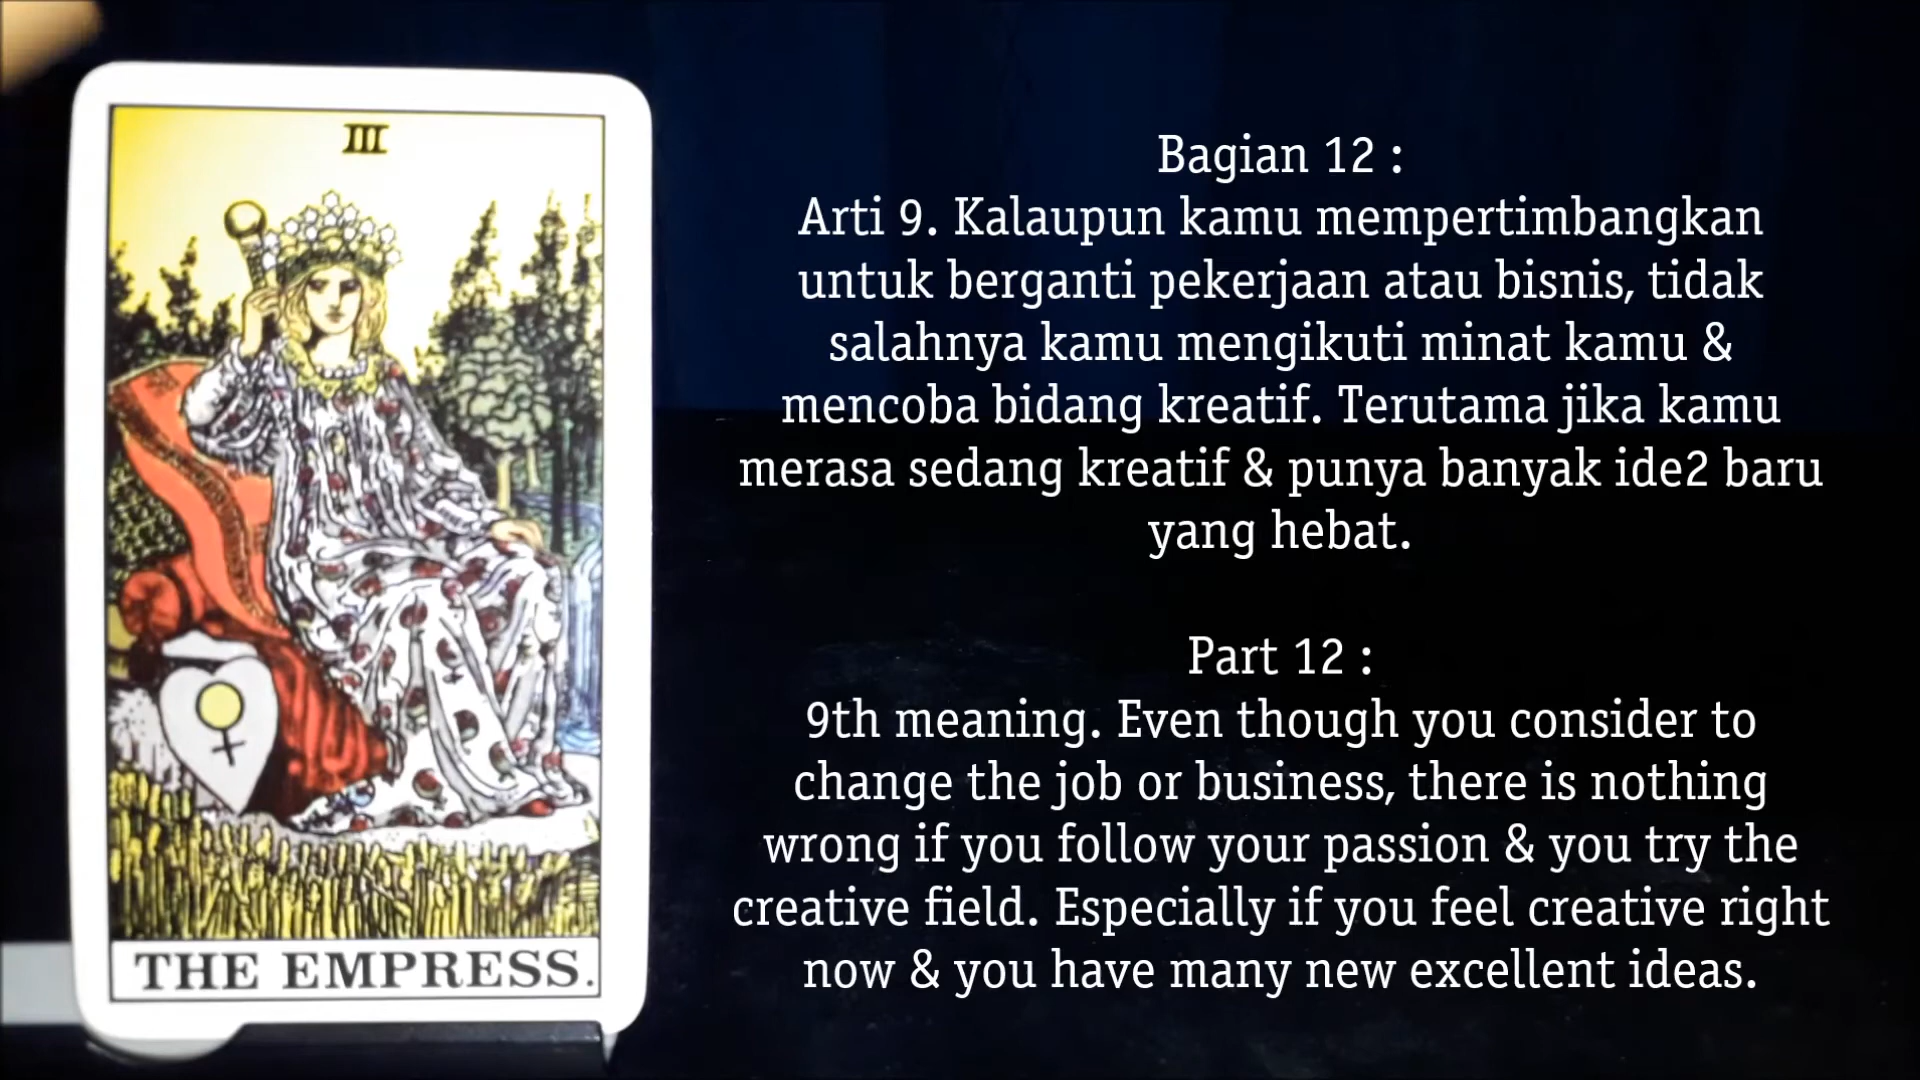 III
THE EMPRESS.
Bagian 12 :
Arti 9. Kalaupun kamu mempertimbangkan
untuk berganti pekerjaan atau bisnis, tidak
salahnya kamu mengikuti minat kamu &
mencoba bidang kreatif. Terutama jika kamu
merasa sedang kreatif & punya banyak ide2 baru
yang hebat.
Part 12 :
9th meaning. Even though you consider to
change the job or business, there is nothing
wrong if you follow your passion & you try the
creative field. Especially if you feel creative right
now & you have many new excellent ideas.